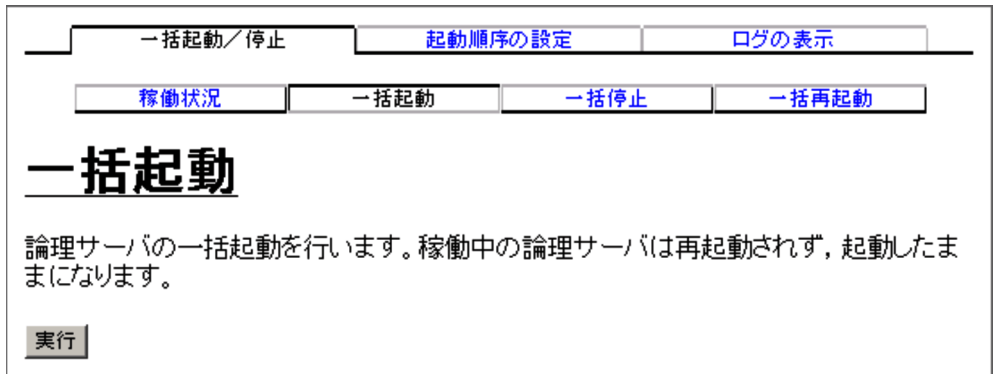 一括起動／停止 起動順序の設定 ログの表示
稼働状況 一括起動 一括停止 一括再起動
一括起動
論理サーバの一括起動を行います。稼働中の論理サーバは再起動されず，起動したま
まになります。
実行